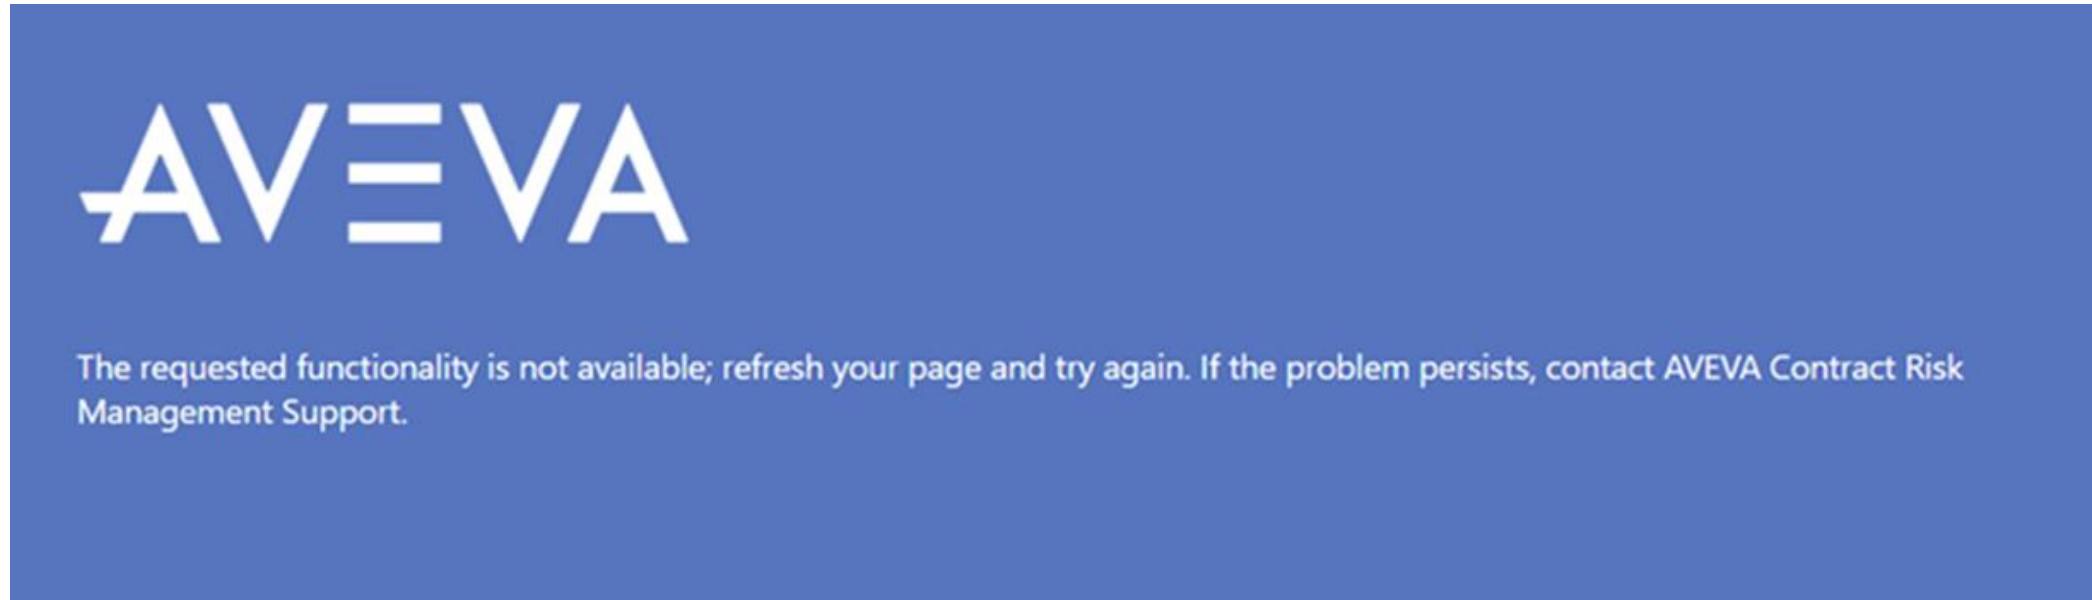 AVEVA
The requested functionality is not available; refresh your page and try again. If the problem persists, contact AVEVA Contract Risk
Management Support.